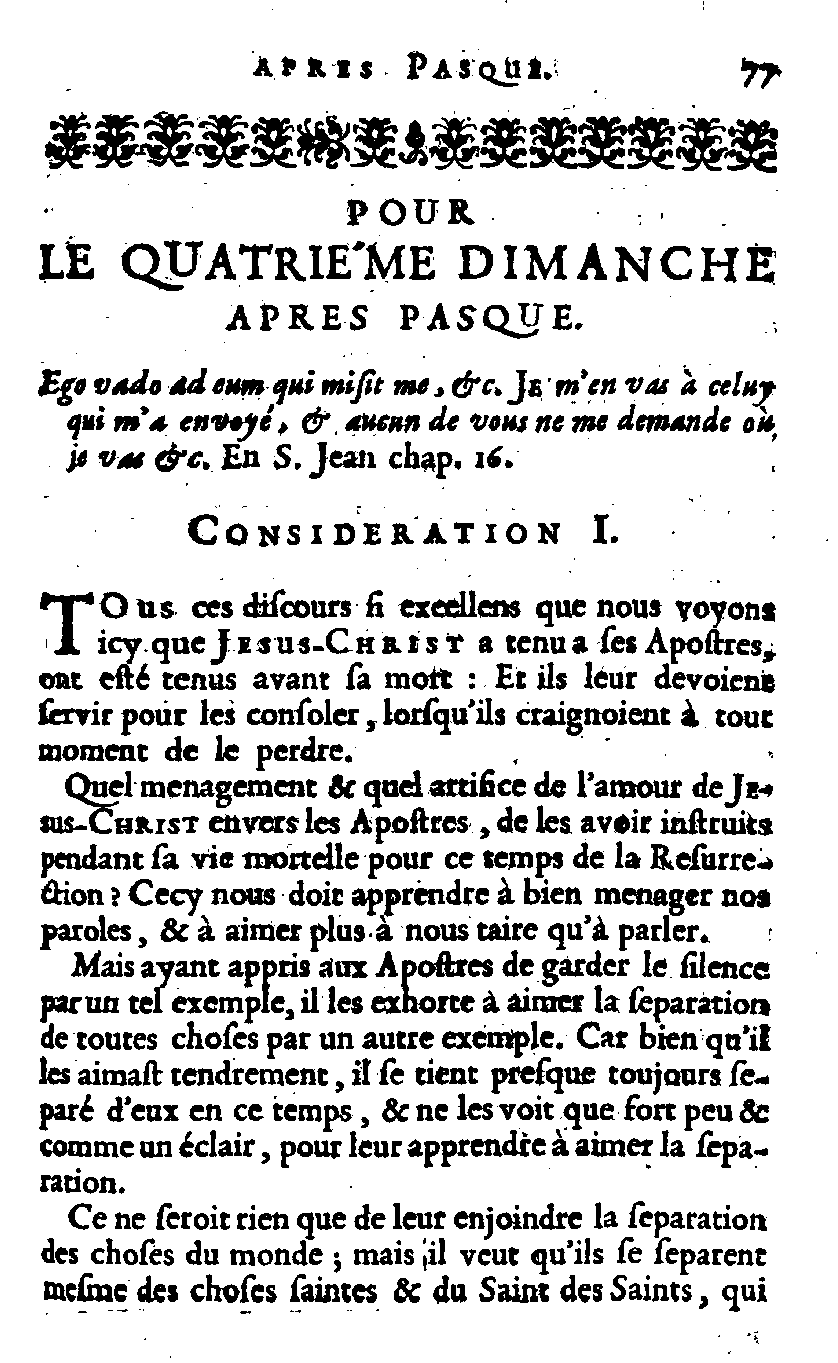 APRES PASQUE. 77
POUR
LE QUATRIE'ME DIMANCHE
APRES PASQUE.
Ego vado ad eum qui misit me, &c. JE m'en vas à celuy
qui m'a envoyé, & aucun de vous ne me demande où
je vas &c. En S. Jean chap. 16.
CONSIDERATION I.
TOus ces diſcours ſi excellens que nous voyons
icy que JESUS-CHRIST a tenu a ſes Apoſtres,
ont eſté tenus avant ſa mort : Et ils leur devoient
ſervir pour les conſoler, lorſqu'ils craignoient à tout
moment de le perdre.
Quel menagement & quel artifice de l'amour de JE-
SUS-CHRIST envers les Apoſtres, de les avoir inſtruits
pendant ſa vie mortelle pour ce temps de la Reſurre-
ction ? Cecy nous doit apprendre à bien menager nos
paroles, & à aimer plus à nous taire qu'à parler.
Mais ayant appris aux Apoſtres de garder le ſilence
par un tel exemple, il les exhorte à aimer la ſeparation
de toutes choſes par un autre exemple. Car bien qu'il
les aimaſt tendrement, il ſe tient preſque toujours ſe-
paré d'eux en ce temps, & ne les voit que fort peu &
comme un éclair, pour leur apprendre à aimer la ſepa-
ration.
Ce ne ſeroit rien que de leur enjoindre la ſeparation
des choſes du monde ; mais il veut qu'ils ſe ſeparent
meſme des choſes ſaintes & du Saint des Saints, qui